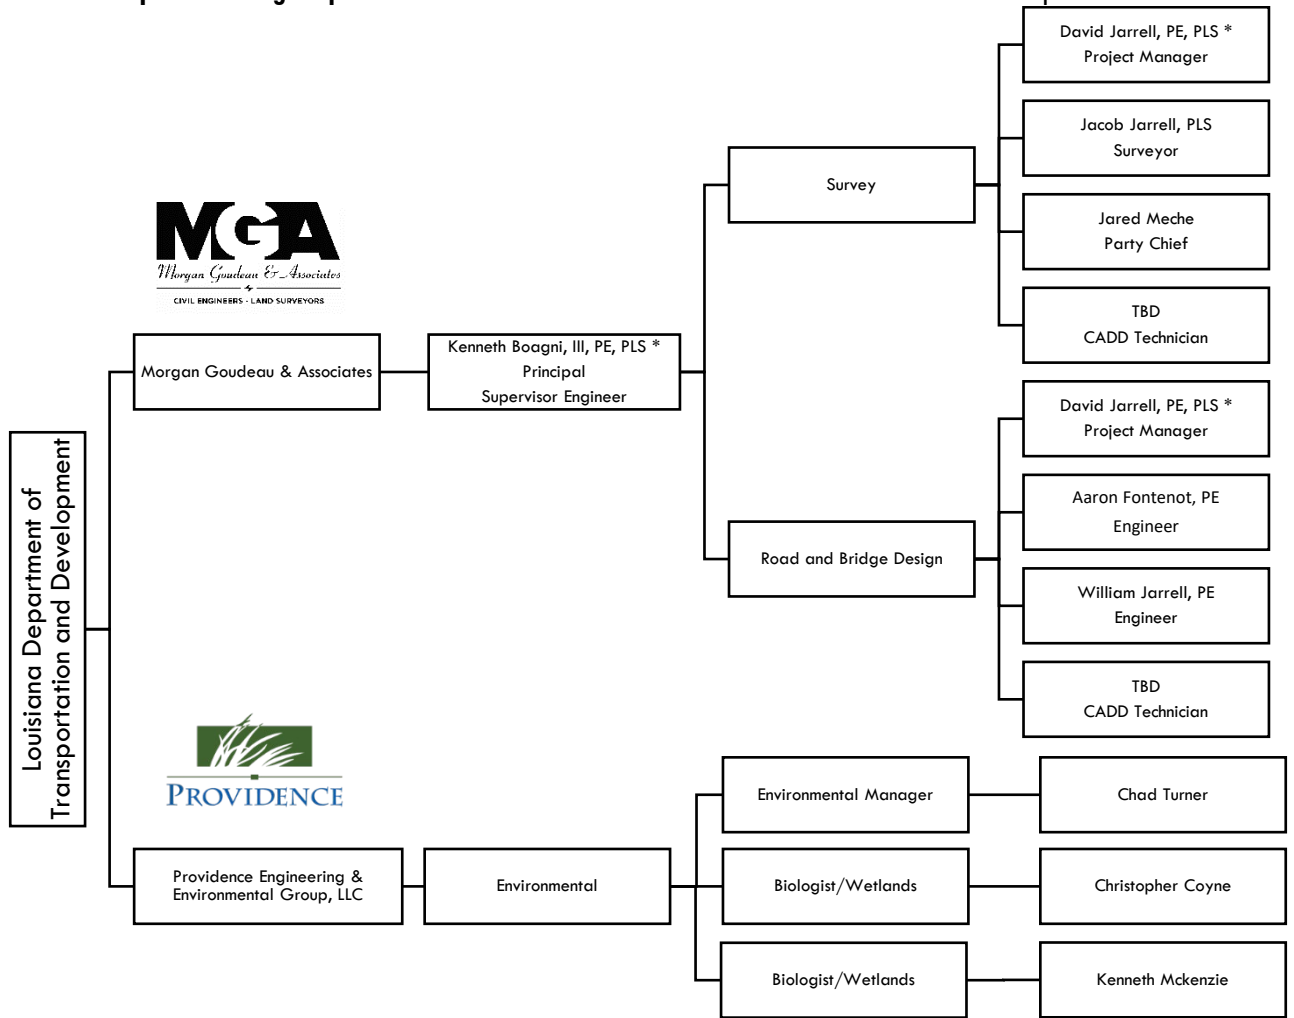 David Jarrell, PE, PLS *
Project Manager
Jacob Jarrell, PLS
Surveyor
Survey
Jared Meche
Party Chief
MGA
Morgan Goudeau & Associates
CIVIL ENGINEERS - LAND SURVEYORS
TBD
CADD Technician
Morgan Goudeau & Associates
Kenneth Boagni, III, PE, PLS *
Principal
Supervisor Engineer
David Jarrell, PE, PLS *
Project Manager
Louisiana Department of
Transportation and Development
Aaron Fontenot, PE
Engineer
Road and Bridge Design
William Jarrell, PE
Engineer
TBD
CADD Technician
PROVIDENCE
Environmental Manager
Chad Turner
Providence Engineering &
Environmental Group, LLC
Environmental
Biologist/Wetlands
Christopher Coyne
Biologist/Wetlands
Kenneth Mckenzie